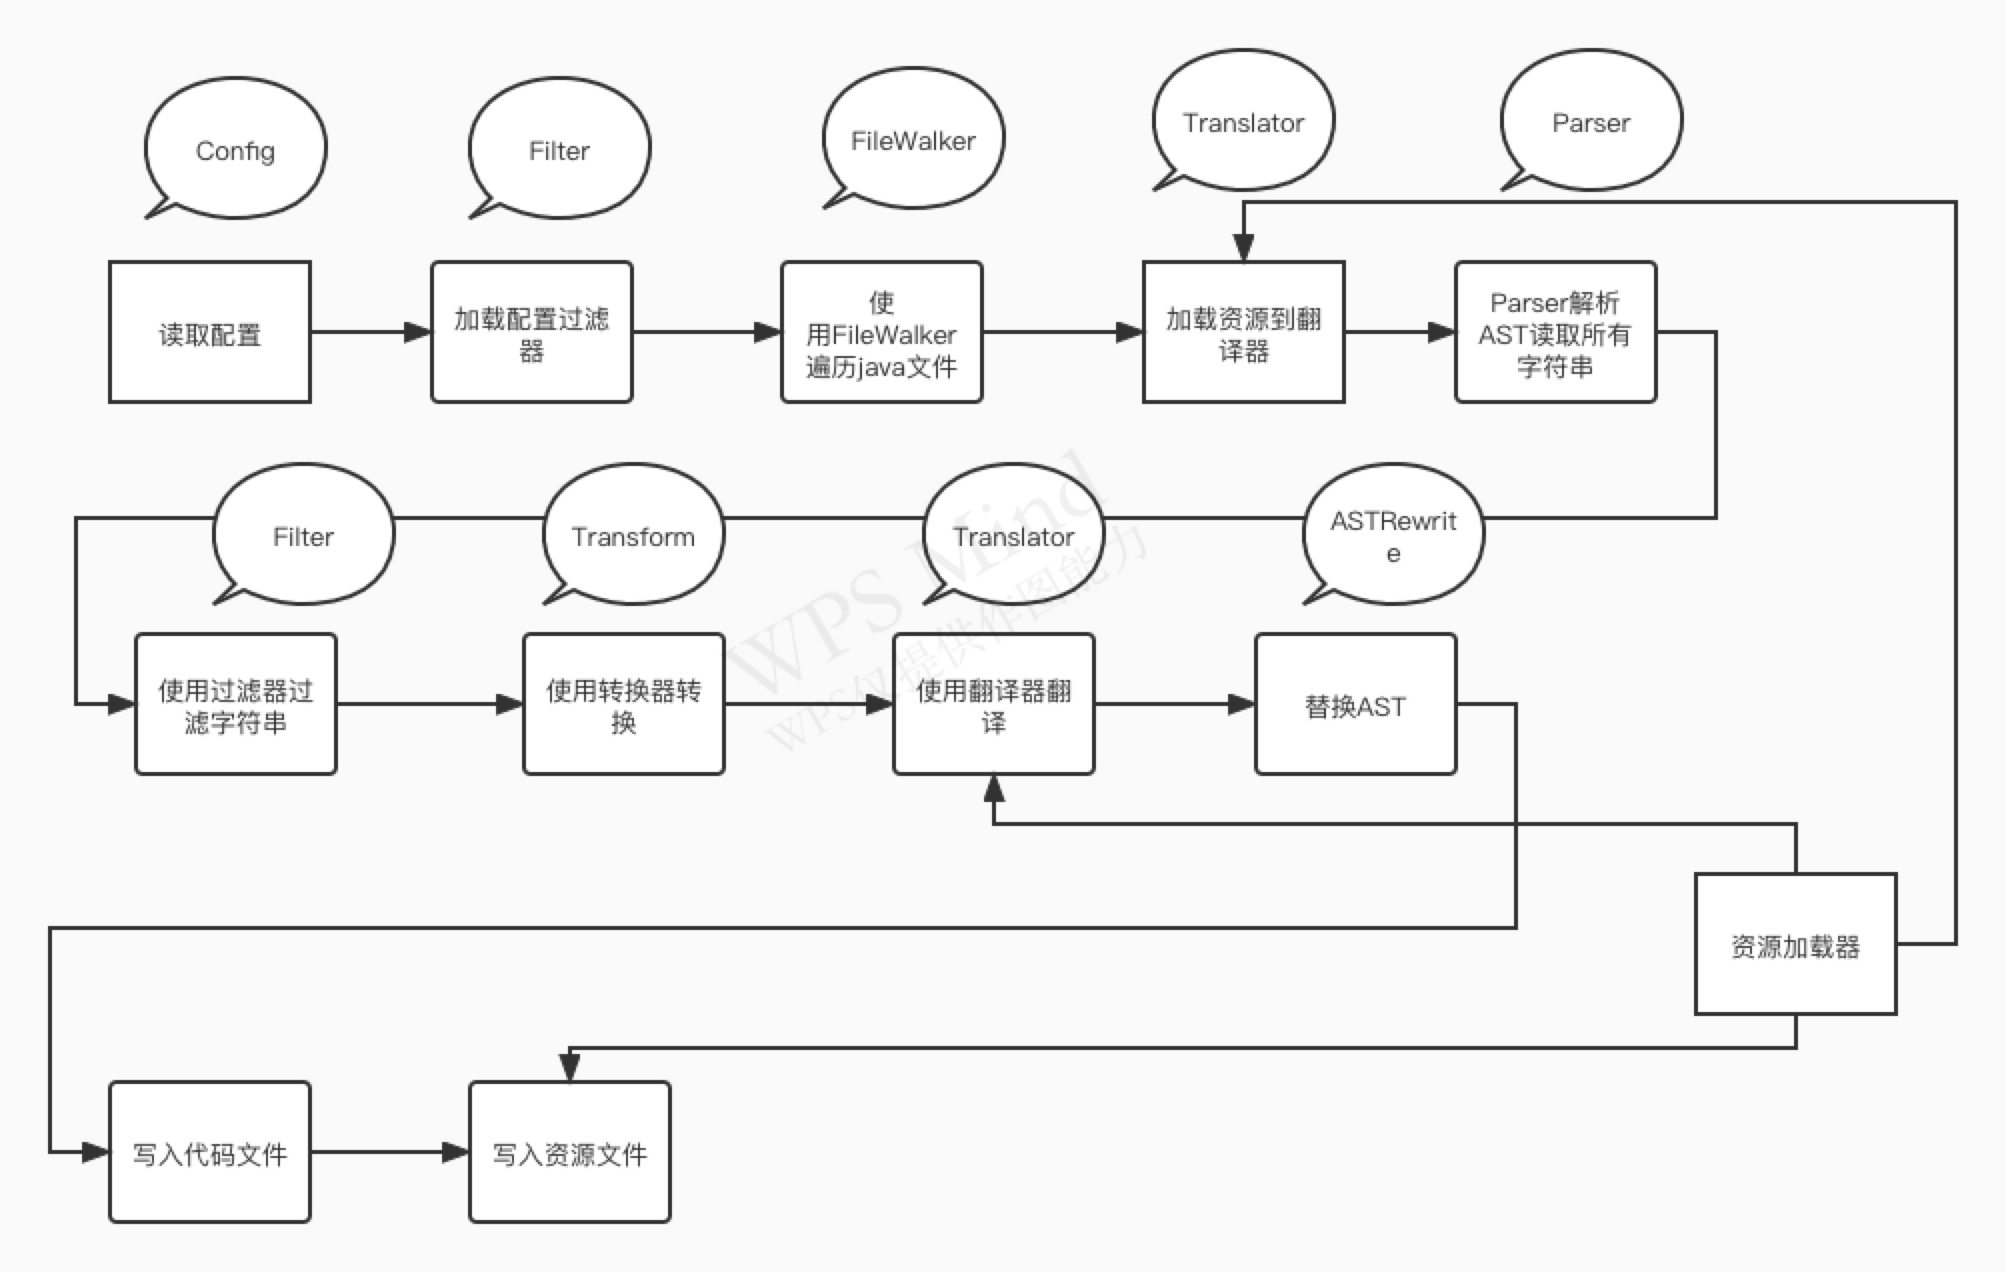 Config
Filter
FileWalker
Translator
Parser
读取配置
加载配置过滤
器
使
用FileWalker
遍历java文件
加载资源到翻
译器
Parser解析
AST读取所有
字符串
Filter
Transform
Translator
ASTRewrit
e
WPS Mind
WPS仅提供作图能力
使用过滤器过
滤字符串
使用转换器转
换
使用翻译器翻
译
替换AST
资源加载器
写入代码文件
写入资源文件